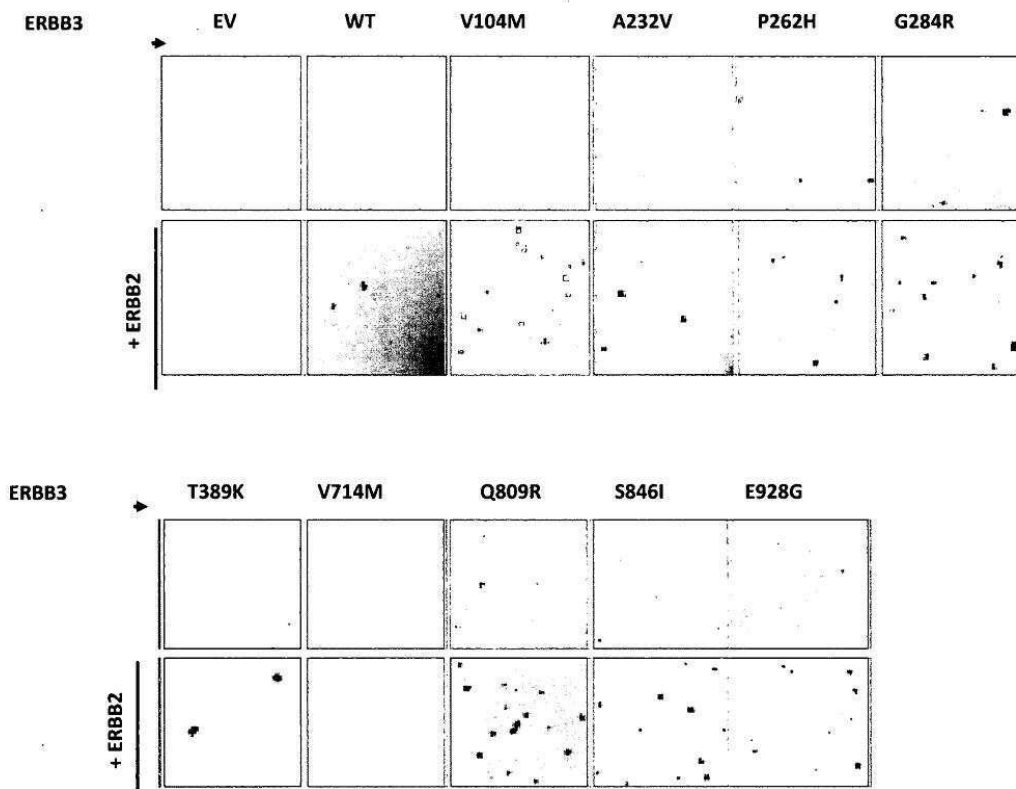 ERBB3 EV WT V104M A232V P262H G284R
+ ERBB2
ERBB3 T389K V714M Q809R S846I E928G
+ ERBB2